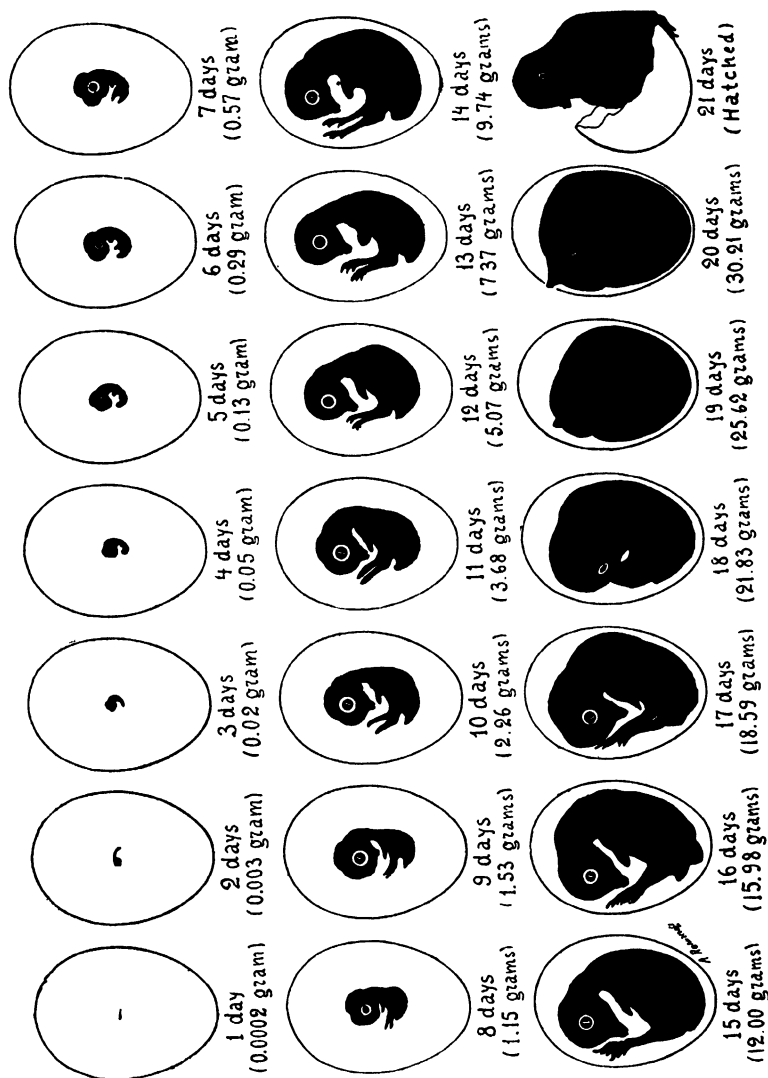 1 day
(0.0002 gram)
2 days
(0.003 gram)
3 days
(0.02 gram)
4 days
(0.05 gram)
5 days
(0.13 gram)
6 days
(0.29 gram)
7 days
(0.57 gram)
8 days
(1.15 grams)
9 days
(1.53 grams)
10 days
(2.26 grams)
11 days
(3.68 grams)
12 days
(5.07 grams)
13 days
(7 37 grams)
14 days
(9.74 grams)
15 days
(12.00 grams)
16 days
(15.98 grams)
17 days
(18.59 grams)
18 days
(21.83 grams)
19 days
(25.62 grams)
20 days
(30.21 grams)
21 days
(Hatched)